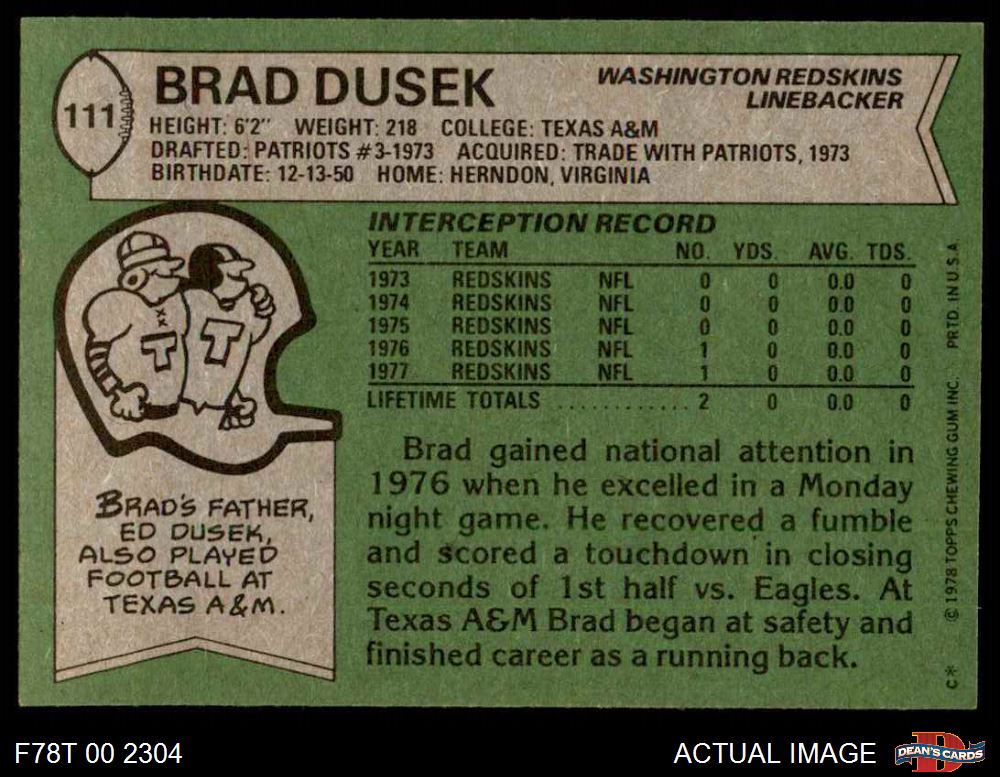 111
BRAD DUSEK
WASHINGTON REDSKINS
LINEBACKER
HEIGHT: 6'2" WEIGHT: 218 COLLEGE: TEXAS A&M
DRAFTED: PATRIOTS #3-1973 ACQUIRED: TRADE WITH PATRIOTS, 1973
BIRTHDATE: 12-13-50 HOME: HERNDON, VIRGINIA
INTERCEPTION RECORD
YEAR TEAM NO. YDS. AVG. TDS.
1973 REDSKINS NFL 0 0 0.0 0
1974 REDSKINS NFL 0 0 0.0 0
1975 REDSKINS NFL 0 0 0.0 0
1976 REDSKINS NFL 1 0 0.0 0
1977 REDSKINS NFL 1 0 0.0 0
LIFETIME TOTALS ............ 2 0 0.0 0
T T
BRAD'S FATHER,
ED DUSEK,
ALSO PLAYED
FOOTBALL AT
TEXAS A&M.
Brad gained national attention in
1976 when he excelled in a Monday
night game. He recovered a fumble
and scored a touchdown in closing
seconds of 1st half vs. Eagles. At
Texas A&M Brad began at safety and
finished career as a running back.
C* © 1978 TOPPS CHEWING GUM INC. PRTD. IN U.S.A.
F78T 00 2304
ACTUAL IMAGE
D
DEAN'S CARDS